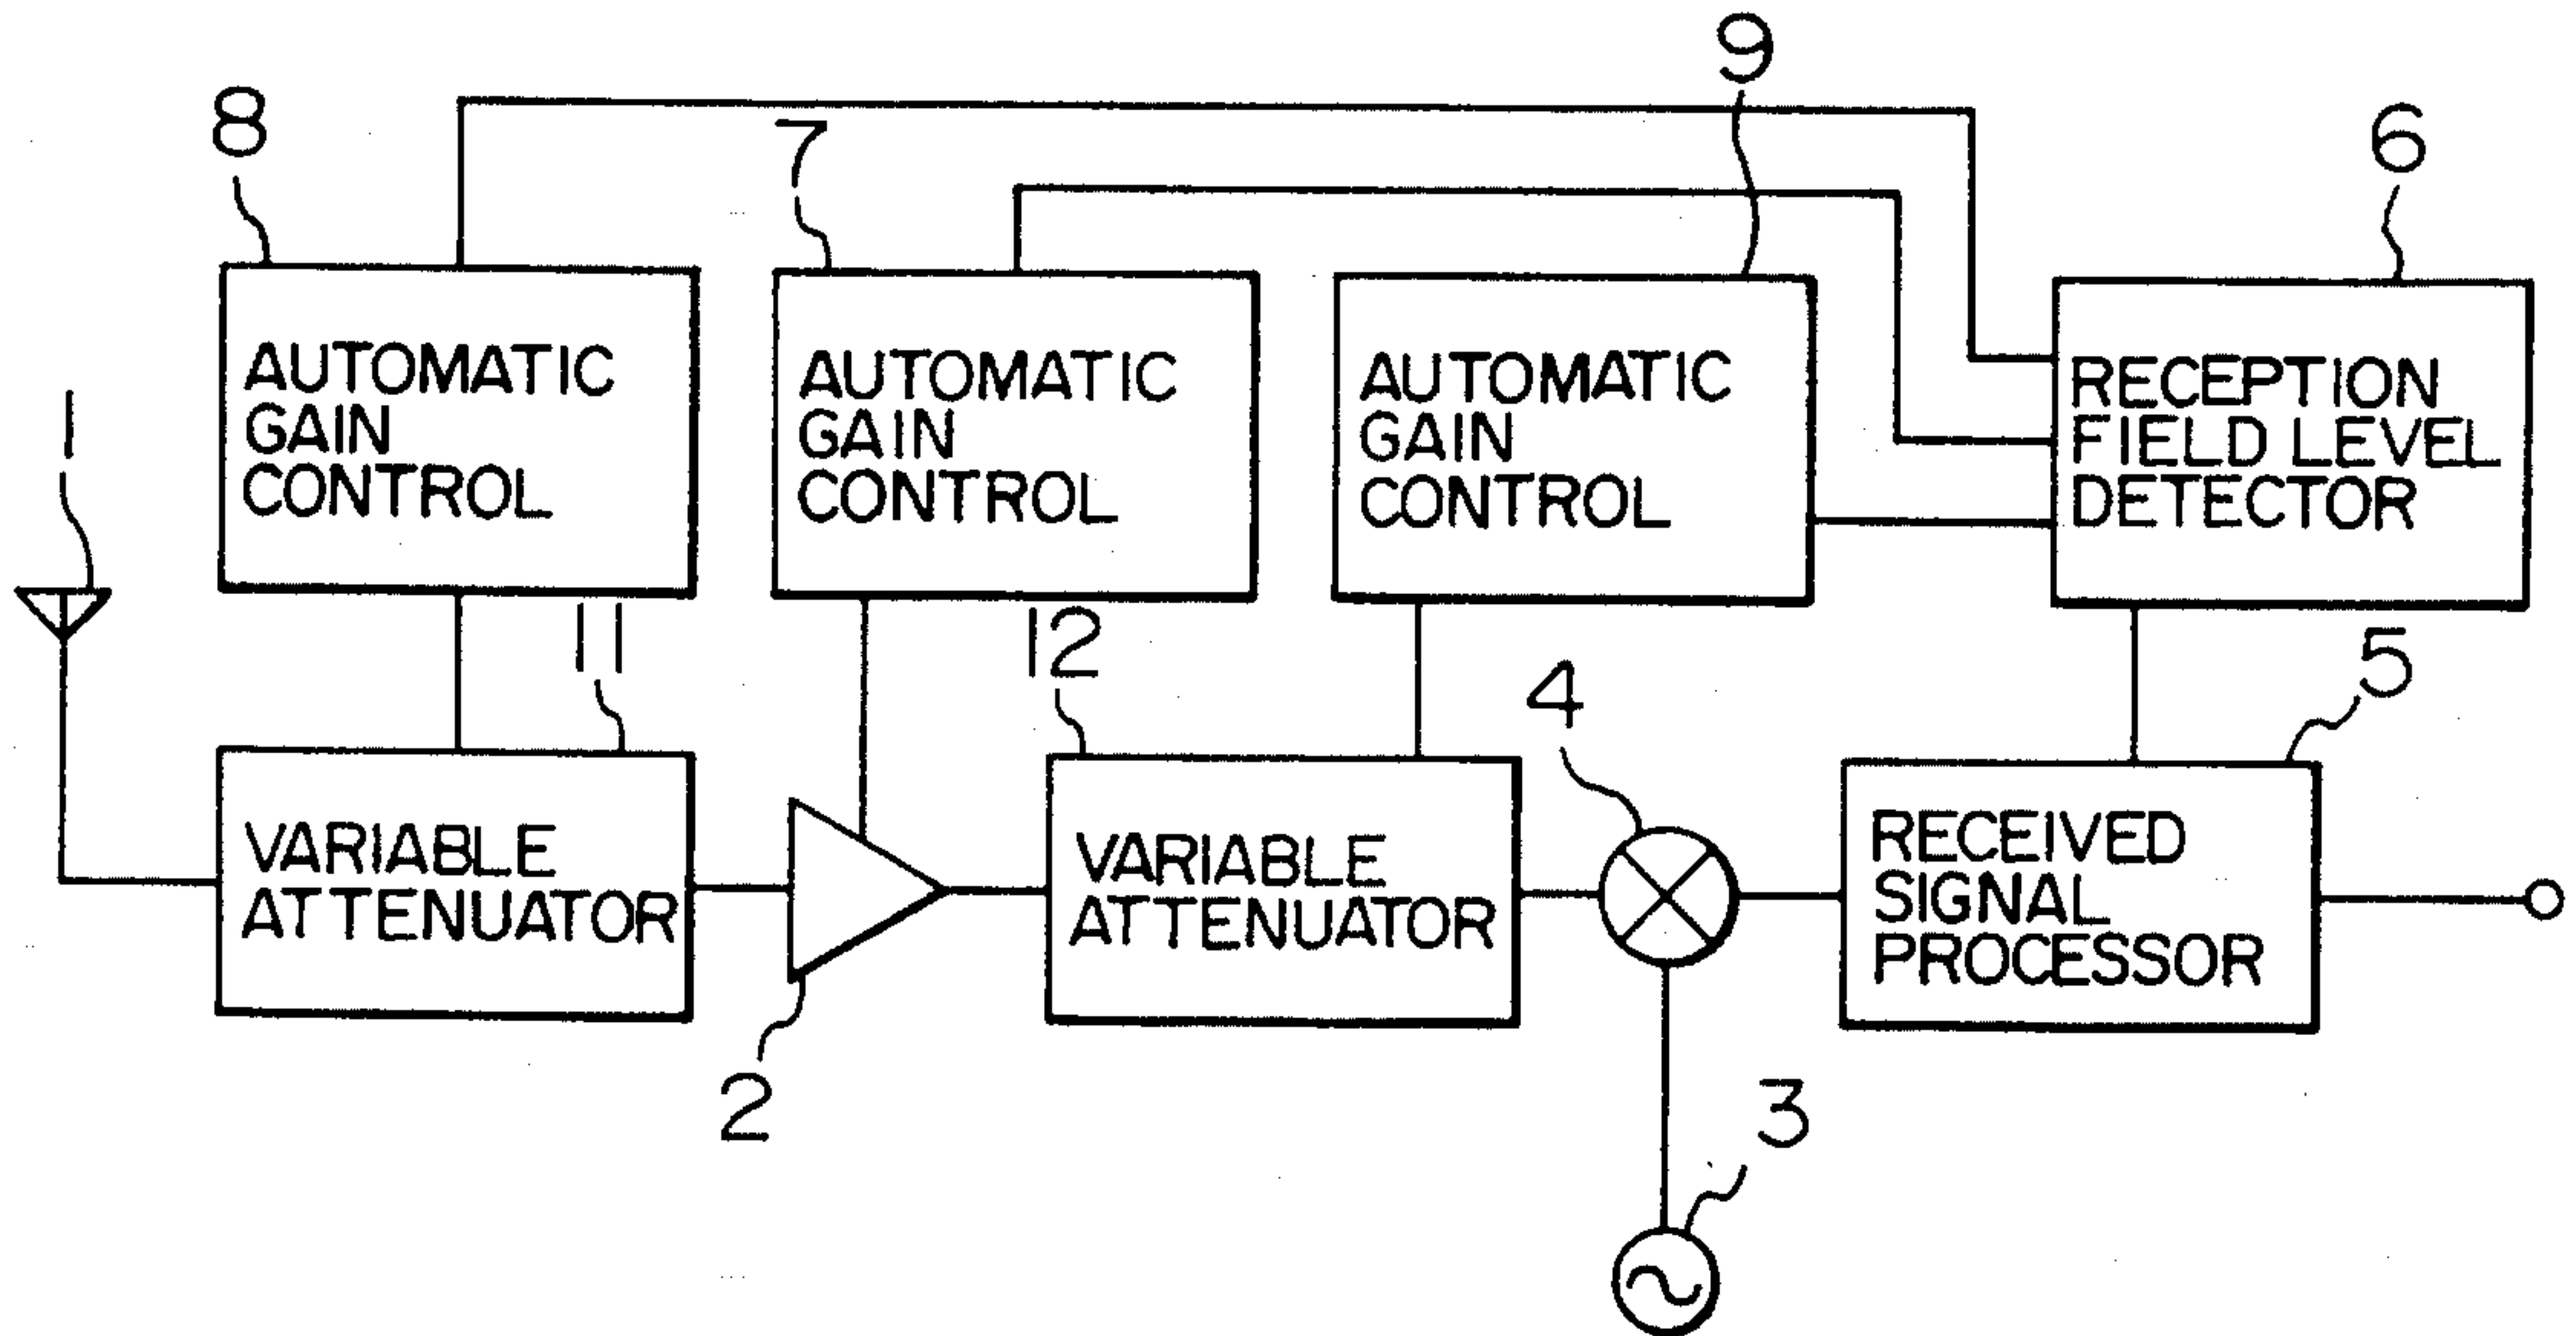 9
8
7
6
AUTOMATIC
GAIN
CONTROL
AUTOMATIC
GAIN
CONTROL
AUTOMATIC
GAIN
CONTROL
RECEPTION
FIELD LEVEL
DETECTOR
1
11
12
4
5
VARIABLE
ATTENUATOR
VARIABLE
ATTENUATOR
RECEIVED
SIGNAL
PROCESSOR
2
3